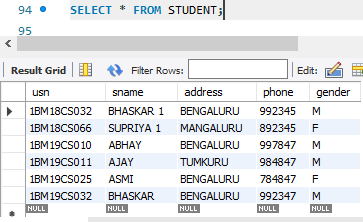 94 SELECT * FROM STUDENT;
95
Result Grid Filter Rows: Edit:
usn sname address phone gender
1BM18CS032 BHASKAR 1 BENGALURU 992345 M
1BM18CS066 SUPRIYA 1 MANGALURU 892345 F
1BM19CS010 ABHAY BENGALURU 997847 M
1BM19CS011 AJAY TUMKURU 984847 M
1BM19CS025 ASMI BENGALURU 784847 F
1BM19CS032 BHASKAR BENGALURU 992347 M
NULL NULL NULL NULL NULL